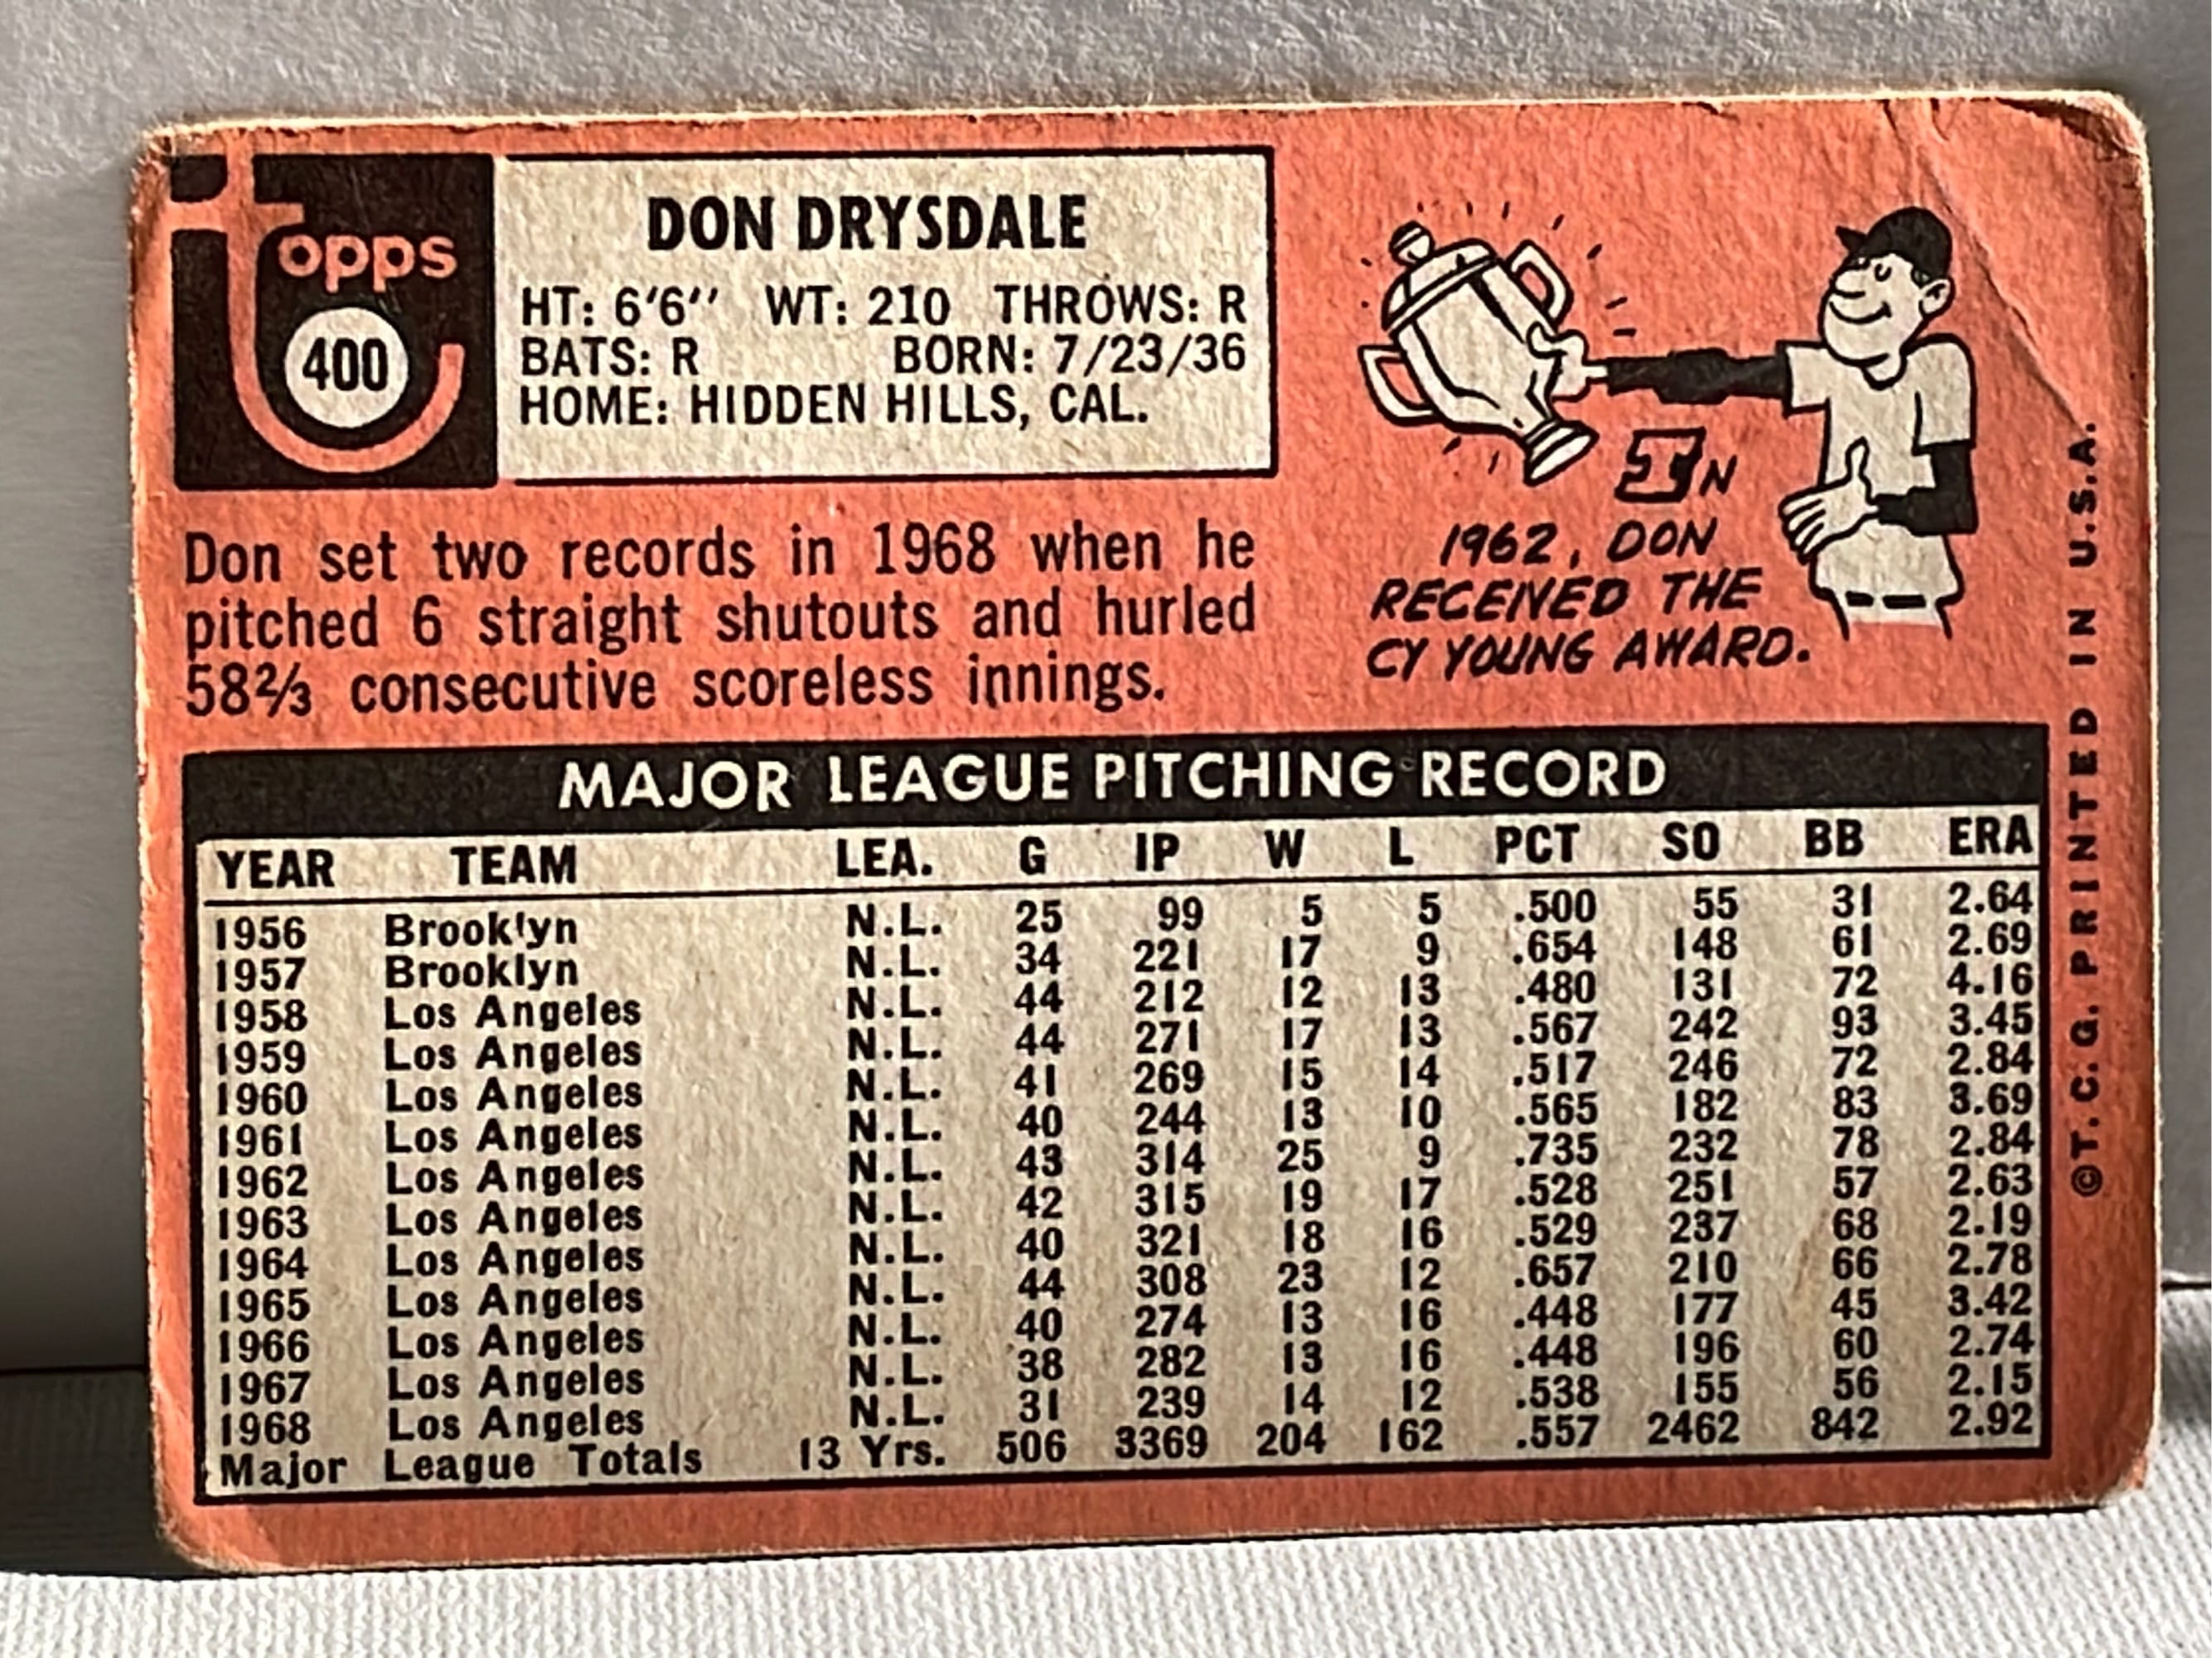 topps
400
DON DRYSDALE
HT: 6'6" WT: 210 THROWS: R
BATS: R BORN: 7/23/36
HOME: HIDDEN HILLS, CAL.
Don set two records in 1968 when he
pitched 6 straight shutouts and hurled
58⅔ consecutive scoreless innings.
IN
1962, DON
RECEIVED THE
CY YOUNG AWARD.
MAJOR LEAGUE PITCHING RECORD
YEAR TEAM LEA. G IP W L PCT SO BB ERA
1956 Brooklyn N.L. 25 99 5 5 .500 55 31 2.64
1957 Brooklyn N.L. 34 221 17 9 .654 148 61 2.69
1958 Los Angeles N.L. 44 212 12 13 .480 131 72 4.16
1959 Los Angeles N.L. 44 271 17 13 .567 242 93 3.45
1960 Los Angeles N.L. 41 269 15 14 .517 246 72 2.84
1961 Los Angeles N.L. 40 244 13 10 .565 182 83 3.69
1962 Los Angeles N.L. 43 314 25 9 .735 232 78 2.84
1963 Los Angeles N.L. 42 315 19 17 .528 251 57 2.63
1964 Los Angeles N.L. 40 321 18 16 .529 237 68 2.19
1965 Los Angeles N.L. 44 308 23 12 .657 210 66 2.78
1966 Los Angeles N.L. 40 274 13 16 .448 177 45 3.42
1967 Los Angeles N.L. 38 282 13 16 .448 196 60 2.74
1968 Los Angeles N.L. 31 239 14 12 .538 155 56 2.15
Major League Totals 13 Yrs. 506 3369 204 162 .557 2462 842 2.92
©T.C.G. PRINTED IN U.S.A.